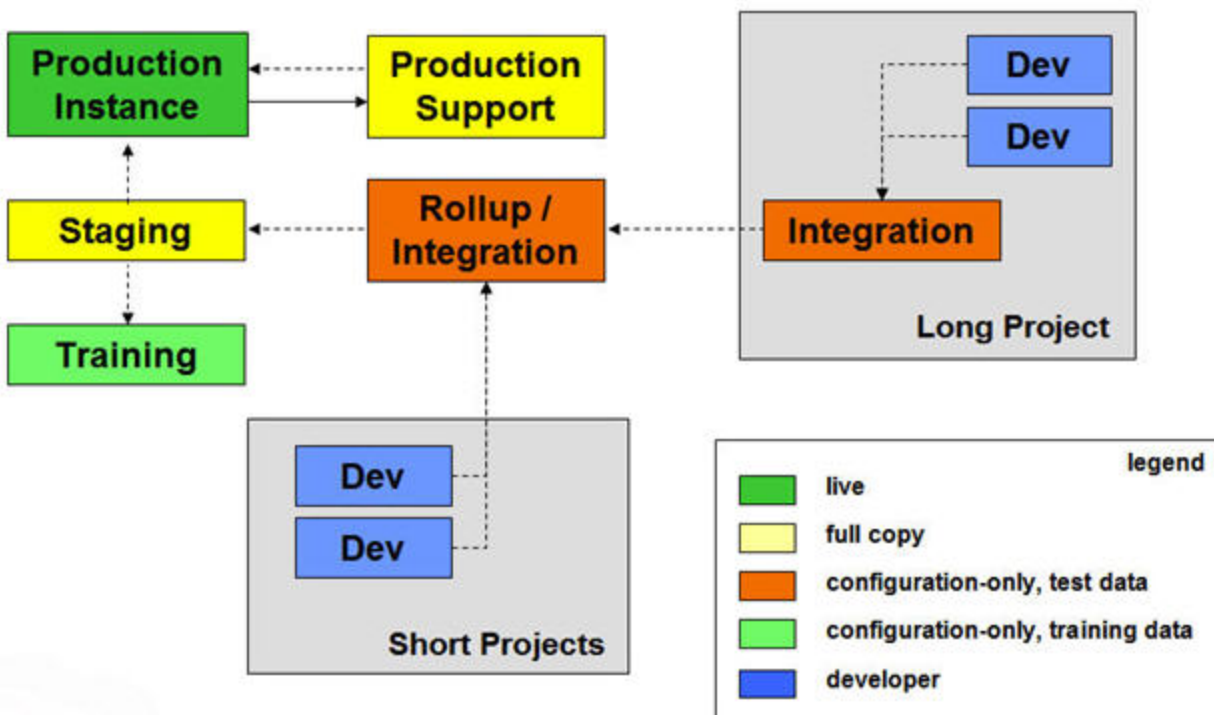 Production
Instance
Production
Support
Dev
Dev
Staging
Rollup /
Integration
Integration
Long Project
Training
Dev
Dev
Short Projects
legend
live
full copy
configuration-only, test data
configuration-only, training data
developer